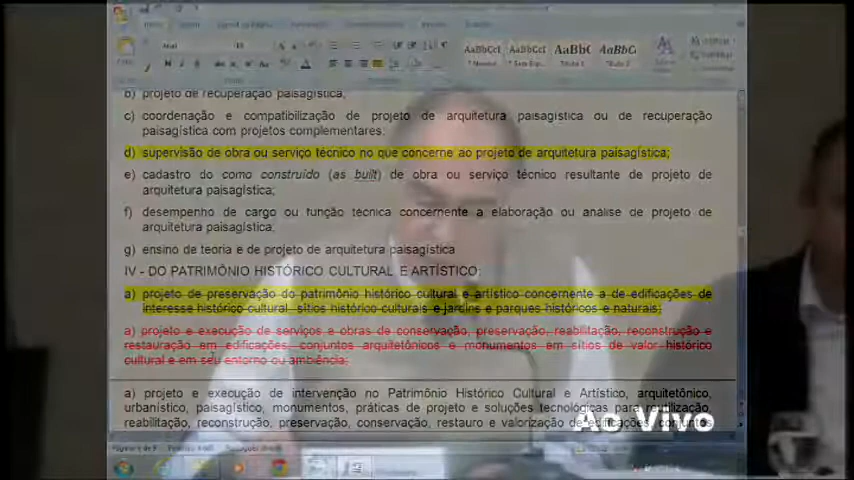 b) projeto de recuperação paisagística;
c) coordenação e compatibilização de projeto de arquitetura paisagística ou de recuperação
paisagística com projetos complementares;
d) supervisão de obra ou serviço técnico no que concerne ao projeto de arquitetura paisagística;
e) cadastro do como construído (as built) de obra ou serviço técnico resultante de projeto de
arquitetura paisagística;
f) desempenho de cargo ou função técnica concernente a elaboração ou análise de projeto de
arquitetura paisagística;
g) ensino de teoria e de projeto de arquitetura paisagística
IV - DO PATRIMÔNIO HISTÓRICO CULTURAL E ARTÍSTICO:
a) projeto de preservação do patrimônio histórico cultural e artístico concernente a de edificações de
interesse histórico cultural, sítios histórico culturais e jardins e parques históricos e naturais;
a) projeto e execução de serviços e obras de conservação, preservação, reabilitação, reconstrução e
restauração em edificações, conjuntos arquitetônicos e monumentos em sítios de valor histórico
cultural e em seu entorno ou ambiência;
a) projeto e execução de intervenção no Patrimônio Histórico Cultural e Artístico, arquitetônico,
urbanístico, paisagístico, monumentos, práticas de projeto e soluções tecnológicas para reutilização,
reabilitação, reconstrução, preservação, conservação, restauro e valorização de edificações, conjuntos
Ao Vivo